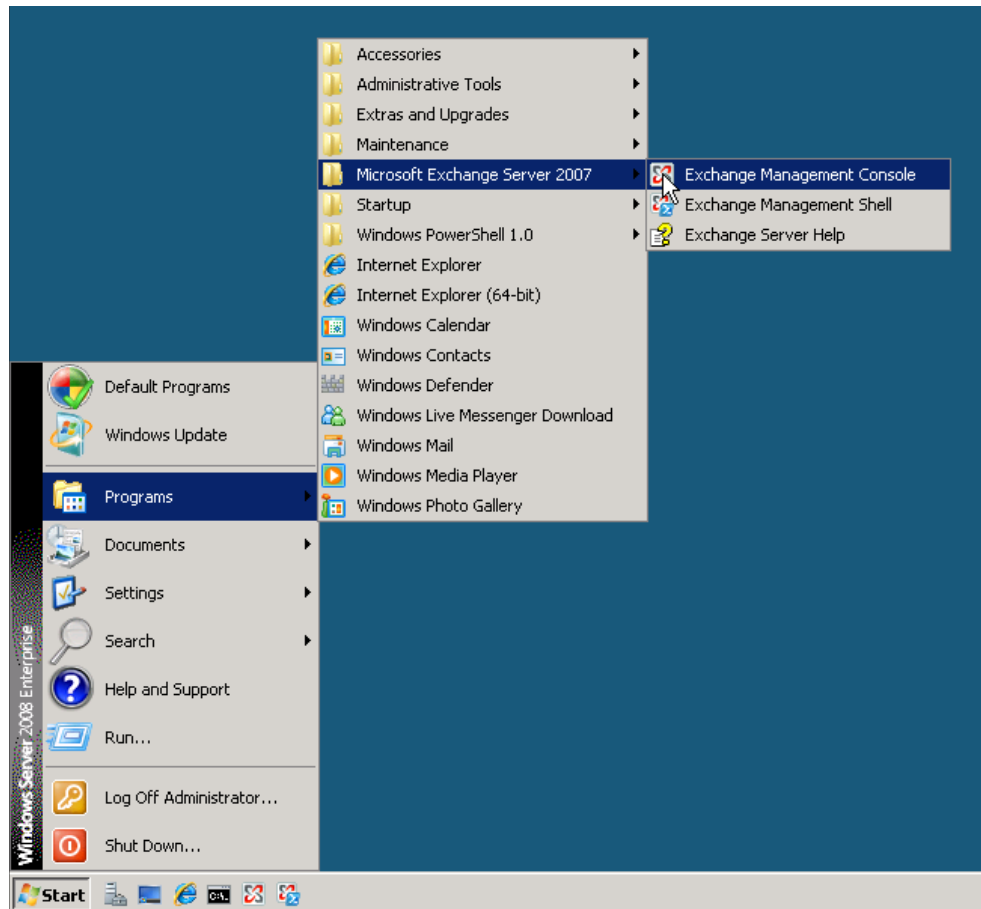 Accessories
Administrative Tools
Extras and Upgrades
Maintenance
Microsoft Exchange Server 2007
Startup
Windows PowerShell 1.0
Internet Explorer
Internet Explorer (64-bit)
Windows Calendar
Windows Contacts
Windows Defender
Windows Live Messenger Download
Windows Mail
Windows Media Player
Windows Photo Gallery
Exchange Management Console
Exchange Management Shell
Exchange Server Help
Default Programs
Windows Update
Programs
Documents
Settings
Search
Help and Support
Run...
Log Off Administrator...
Shut Down...
Windows Server 2008 Enterprise
Start